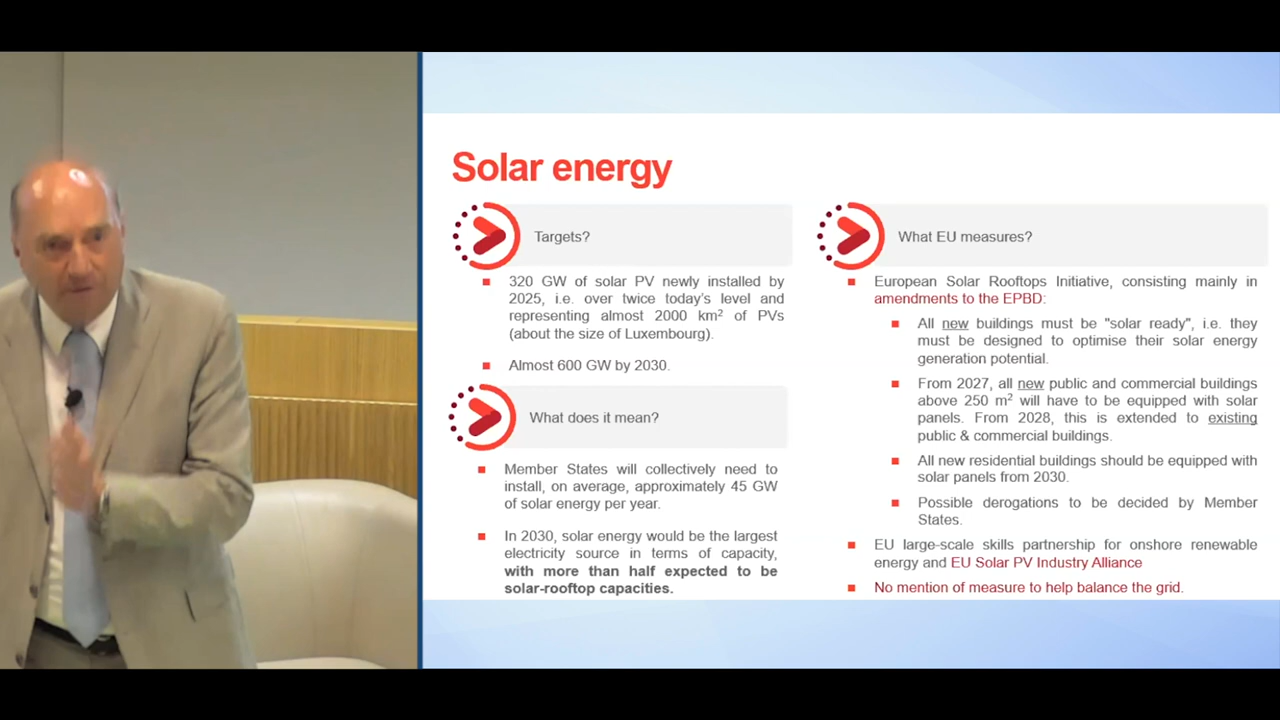 Solar energy
Targets?
320 GW of solar PV newly installed by
2025, i.e. over twice today's level and
representing almost 2000 km² of PVs
(about the size of Luxembourg).
Almost 600 GW by 2030.
What does it mean?
Member States will collectively need to
install, on average, approximately 45 GW
of solar energy per year.
In 2030, solar energy would be the largest
electricity source in terms of capacity,
with more than half expected to be
solar-rooftop capacities.
What EU measures?
European Solar Rooftops Initiative, consisting mainly in
amendments to the EPBD:
All new buildings must be "solar ready", i.e. they
must be designed to optimise their solar energy
generation potential.
From 2027, all new public and commercial buildings
above 250 m² will have to be equipped with solar
panels. From 2028, this is extended to existing
public & commercial buildings.
All new residential buildings should be equipped with
solar panels from 2030.
Possible derogations to be decided by Member
States.
EU large-scale skills partnership for onshore renewable
energy and EU Solar PV Industry Alliance
No mention of measure to help balance the grid.